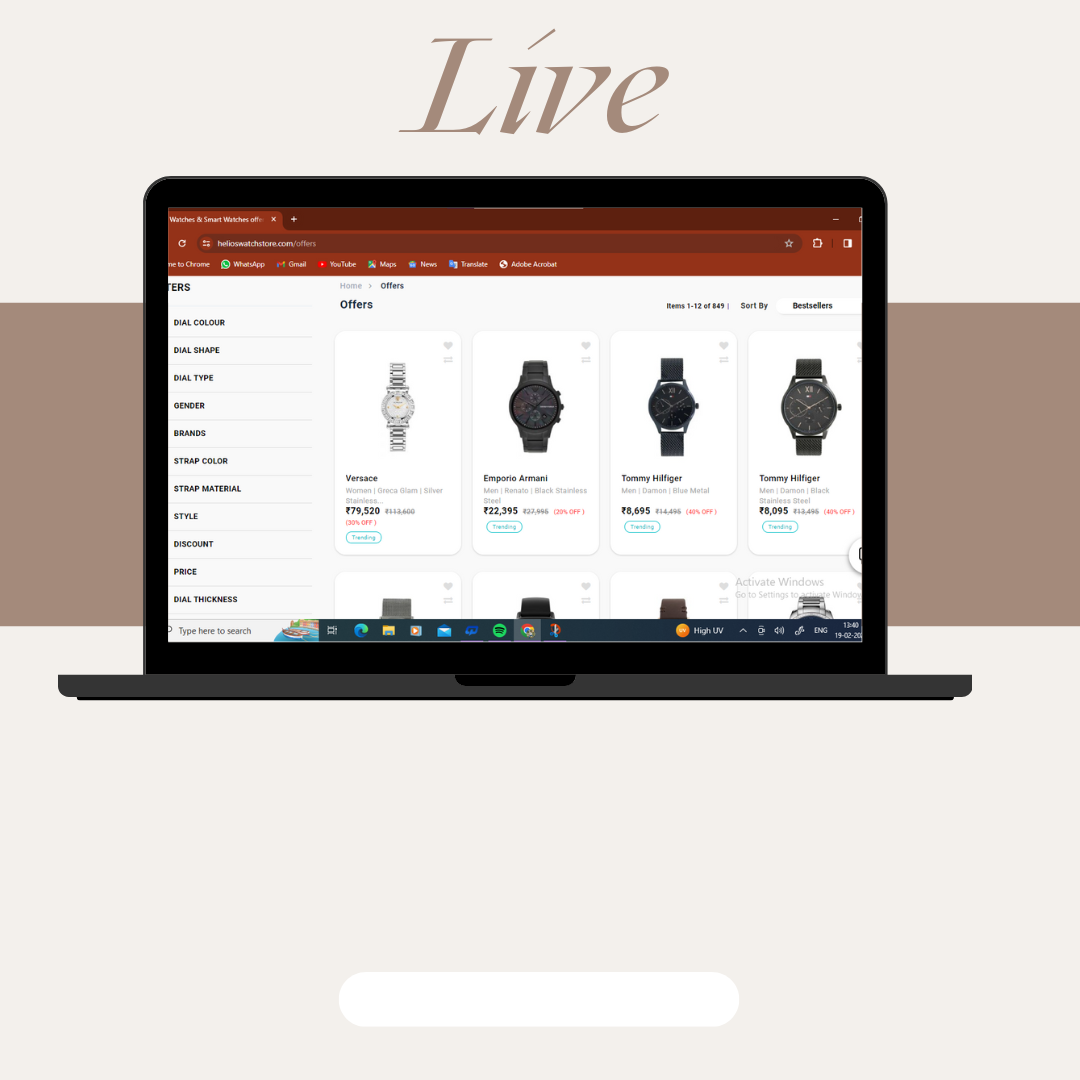 Live
Watches & Smart Watches offe
helioswatchstore.com/offers
me to Chrome WhatsApp Gmail YouTube Maps News Translate Adobe Acrobat
TERS
Home > Offers
Offers
Items 1-12 of 849 | Sort By Bestsellers
DIAL COLOUR
DIAL SHAPE
DIAL TYPE
GENDER
BRANDS
STRAP COLOR
STRAP MATERIAL
STYLE
DISCOUNT
PRICE
DIAL THICKNESS
Versace
Women | Greca Glam | Silver
Stainless...
₹79,520 ₹113,600
(30% OFF )
Trending
Emporio Armani
Men | Renato | Black Stainless
Steel
₹22,395 ₹27,995 (20% OFF )
Trending
Tommy Hilfiger
Men | Damon | Blue Metal
₹8,695 ₹14,495 (40% OFF )
Trending
Tommy Hilfiger
Men | Damon | Black
Stainless Steel
₹8,095 ₹13,495 (40% OFF )
Trending
Activate Windows
Go to Settings to activate Window
Type here to search
High UV
ENG
13:40
19-02-20